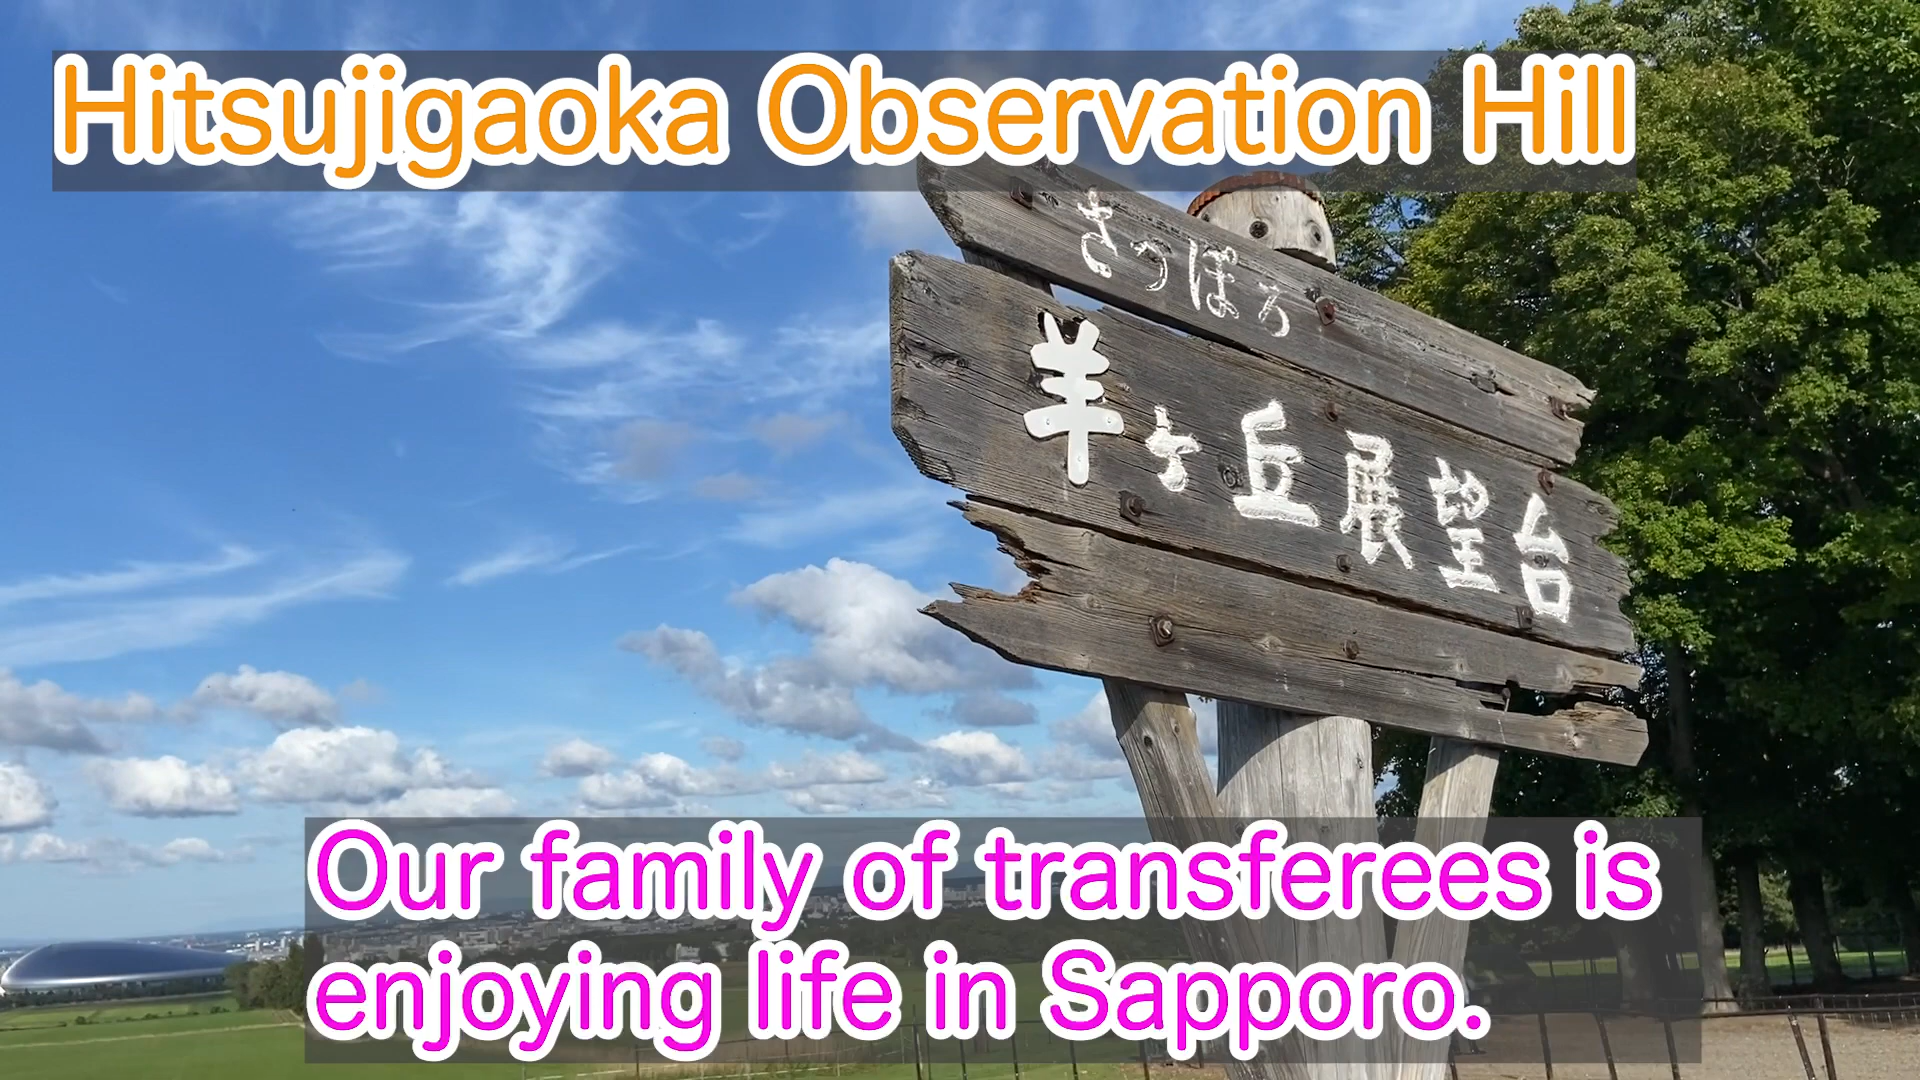 Hitsujigaoka Observation Hill
さっぽろ
羊ヶ丘展望台
Our family of transferees is
enjoying life in Sapporo.